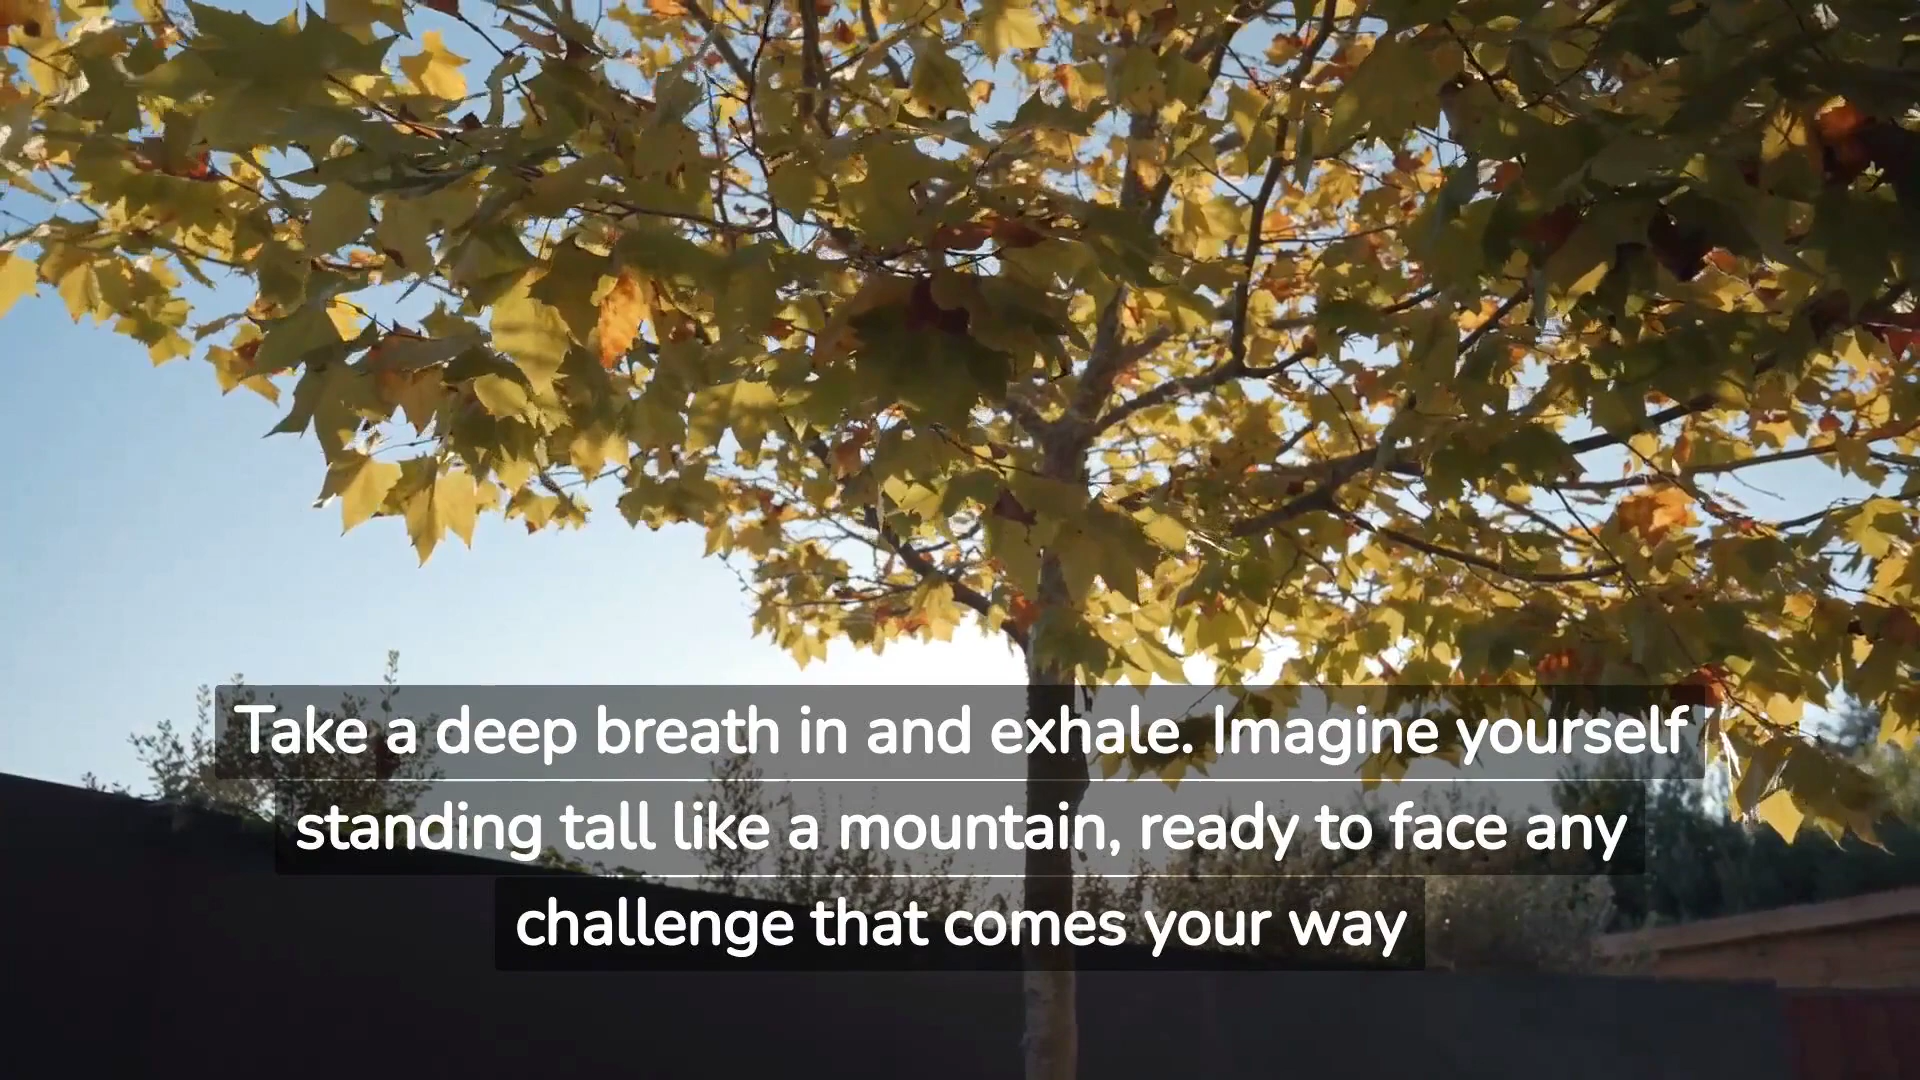 Take a deep breath in and exhale. Imagine yourself
standing tall like a mountain, ready to face any
challenge that comes your way